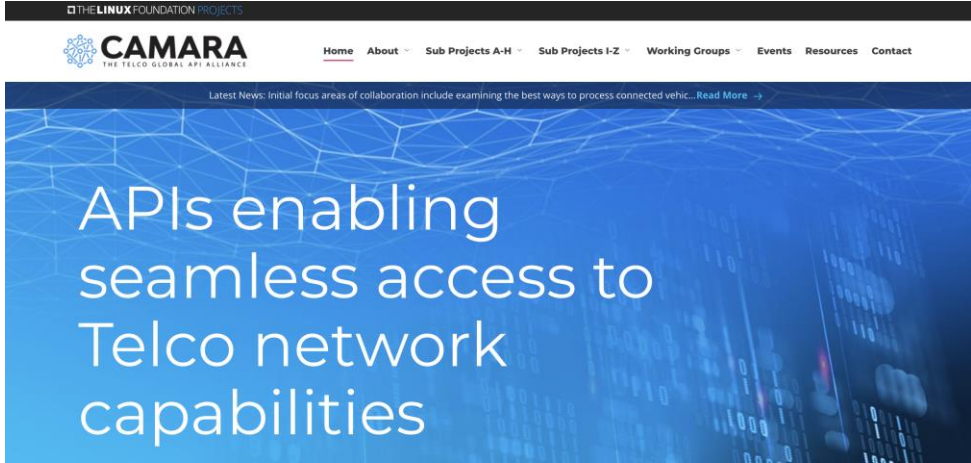 THE LINUX FOUNDATION PROJECTS
CAMARA
THE TELCO GLOBAL API ALLIANCE
Home About Sub Projects A-H Sub Projects I-Z Working Groups Events Resources Contact
Latest News: Initial focus areas of collaboration include examining the best ways to process connected vehic...Read More →
APIs enabling
seamless access to
Telco network
capabilities